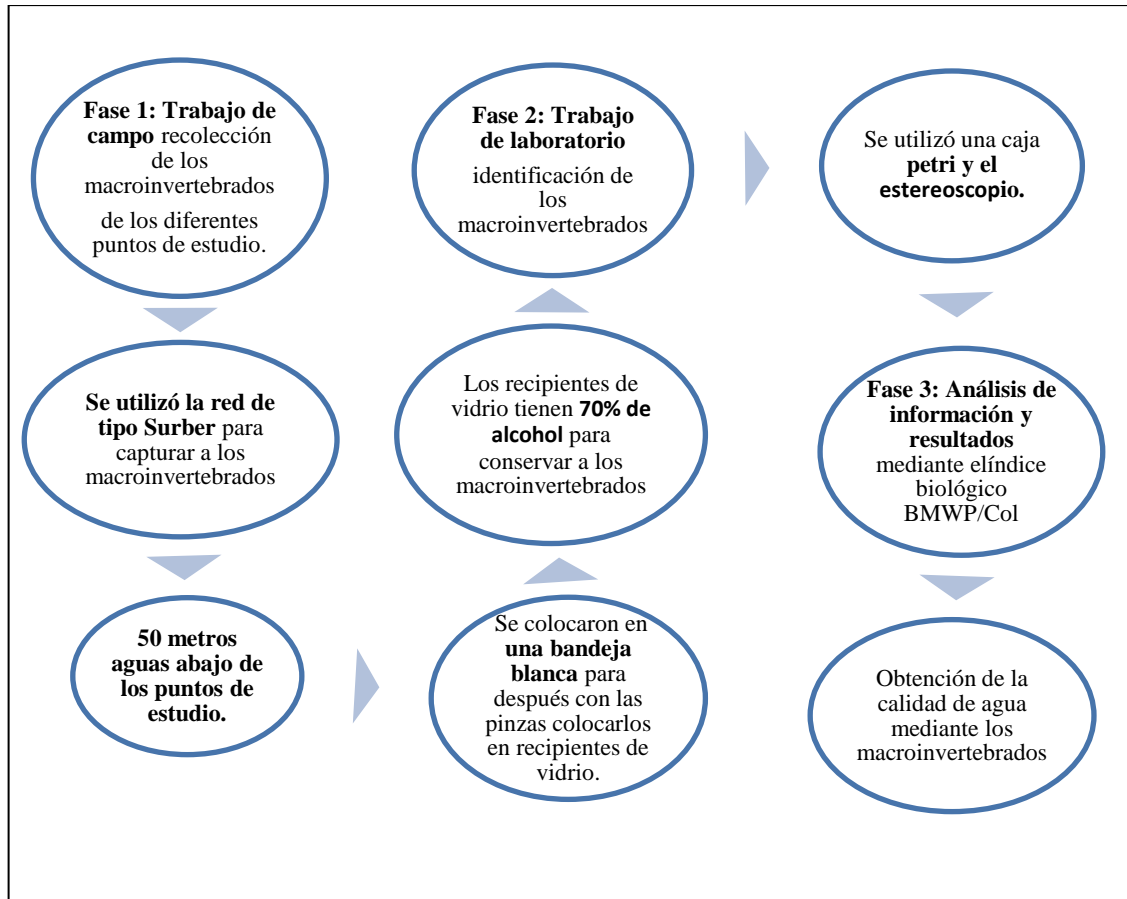 Fase 1: Trabajo de
campo recolección
de los
macroinvertebrados
de los diferentes
puntos de estudio.
Se utilizó la red de
tipo Surber para
capturar a los
macroinvertebrados
50 metros
aguas abajo de
los puntos de
estudio.
Se colocaron en
una bandeja
blanca para
después con las
pinzas colocarlos
en recipientes de
vidrio.
Los recipientes de
vidrio tienen 70% de
alcohol para
conservar a los
macroinvertebrados
Fase 2: Trabajo
de laboratorio
identificación de
los
macroinvertebrados
Se utilizó una caja
petri y el
estereoscopio.
Fase 3: Análisis de
información y
resultados
mediante elíndice
biológico
BMWP/Col
Obtención de la
calidad de agua
mediante los
macroinvertebrados